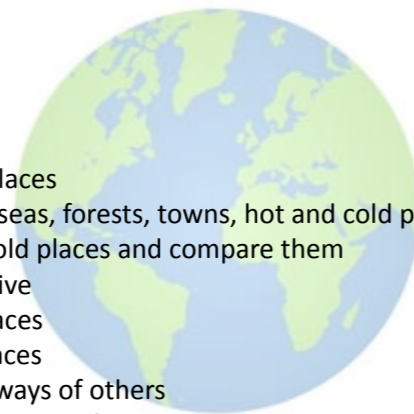 laces
seas, forests, towns, hot and cold p
old places and compare them
ive
aces
aces
ways of others